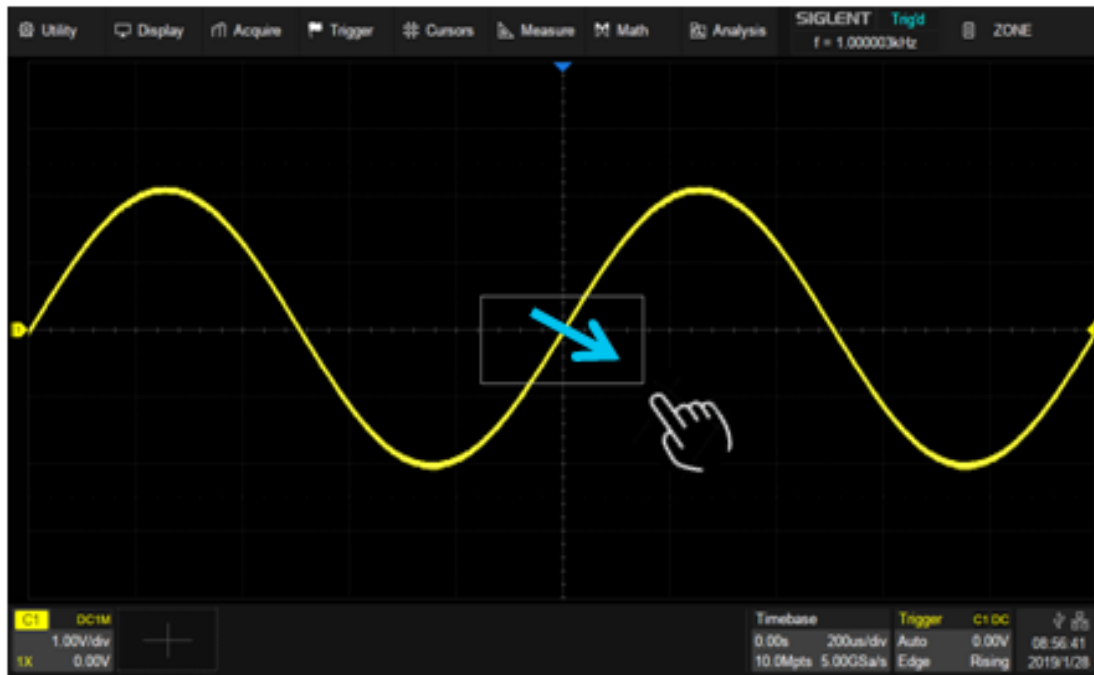 Utility Display Acquire Trigger Cursors Measure Math Analysis SIGLENT Trig'd ZONE
f = 1.000003kHz
C1 DC1M
1.00V/div
1X 0.00V
Timebase
0.00s 200us/div
10.0Mpts 5.00GSa/s
Trigger C1 DC
Auto 0.00V
Edge Rising
08:56:41
2019/1/28